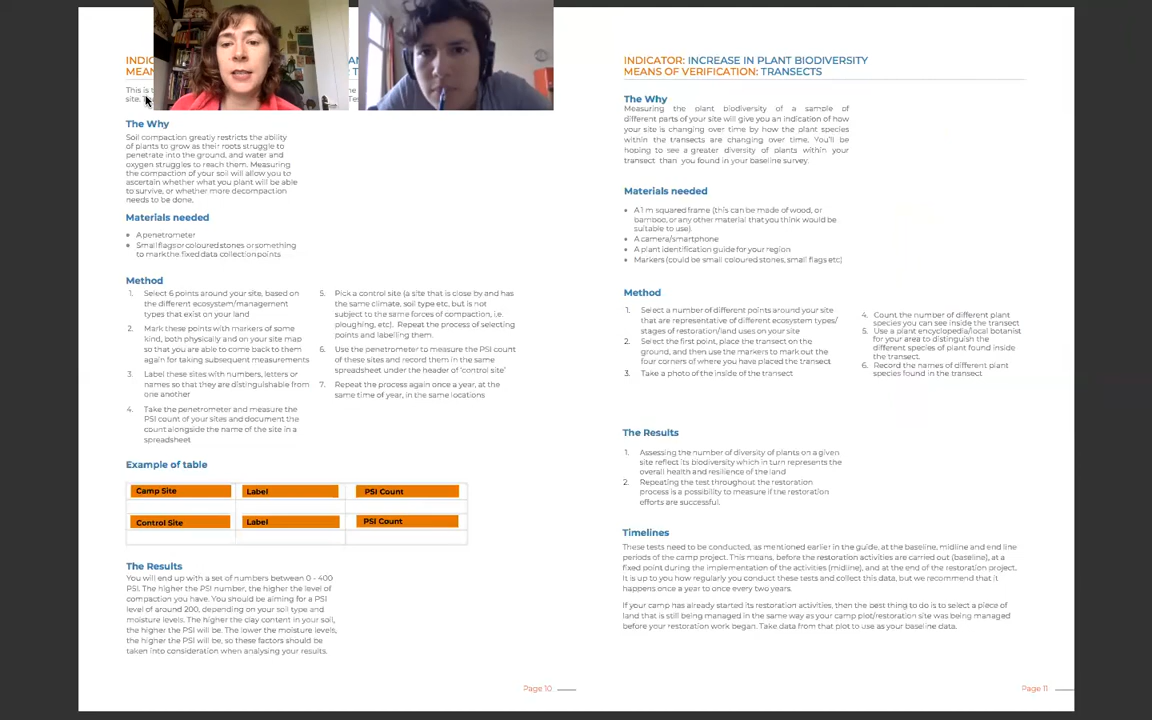 INDIC
MEANS
This is t
site. T
The Why
Soil compaction greatly restricts the ability
of plants to grow as their roots struggle to
penetrate into the ground, and water and
oxygen struggles to reach them. Measuring
the compaction of your soil will allow you to
ascertain whether what you plant will be able
to survive, or whether more decompaction
needs to be done.
Materials needed
A penetrometer
Small flags or coloured stones or something
to mark the fixed data collection points
Method
1. Select 6 points around your site, based on
the different ecosystem/management
types that exist on your land
2. Mark these points with markers of some
kind, both physically and on your site map
so that you are able to come back to them
again for taking subsequent measurements
3. Label these sites with numbers, letters or
names so that they are distinguishable from
one another
4. Take the penetrometer and measure the
PSI count of your sites and document the
count alongside the name of the site in a
spreadsheet
5. Pick a control site (a site that is close by and has
the same climate, soil type etc, but is not
subject to the same forces of compaction, i.e.
ploughing, etc). Repeat the process of selecting
points and labelling them.
6. Use the penetrometer to measure the PSI count
of these sites and record them in the same
spreadsheet under the header of 'control site'
7. Repeat the process again once a year, at the
same time of year, in the same locations
Example of table
Camp Site Label PSI Count
Control Site Label PSI Count
The Results
You will end up with a set of numbers between 0 - 400
PSI. The higher the PSI number, the higher the level of
compaction you have. You should be aiming for a PSI
level of around 200, depending on your soil type and
moisture levels. The higher the clay content in your soil,
the higher the PSI will be. The lower the moisture levels,
the higher the PSI will be, so these factors should be
taken into consideration when analysing your results.
Page 10
INDICATOR: INCREASE IN PLANT BIODIVERSITY
MEANS OF VERIFICATION: TRANSECTS
The Why
Measuring the plant biodiversity of a sample of
different parts of your site will give you an indication of how
your site is changing over time by how the plant species
within the transects are changing over time. You'll be
hoping to see a greater diversity of plants within your
transect than you found in your baseline survey.
Materials needed
A 1 m squared frame (this can be made of wood, or
bamboo, or any other material that you think would be
suitable to use).
A camera/smartphone
A plant identification guide for your region
Markers (could be small coloured stones, small flags etc)
Method
1. Select a number of different points around your site
that are representative of different ecosystem types/
stages of restoration/land uses on your site
2. Select the first point, place the transect on the
ground, and then use the markers to mark out the
four corners of where you have placed the transect
3. Take a photo of the inside of the transect
4. Count the number of different plant
species you can see inside the transect
5. Use a plant encyclopedia/local botanist
for your area to distinguish the
different species of plant found inside
the transect.
6. Record the names of different plant
species found in the transect
The Results
1. Assessing the number of diversity of plants on a given
site reflect its biodiversity which in turn represents the
overall health and resilience of the land
2. Repeating the test throughout the restoration
process is a possibility to measure if the restoration
efforts are successful.
Timelines
These tests need to be conducted, as mentioned earlier in the guide, at the baseline, midline and end line
periods of the camp project. This means, before the restoration activities are carried out (baseline), at a
fixed point during the implementation of the activities (midline), and at the end of the restoration project.
It is up to you how regularly you conduct these tests and collect this data, but we recommend that it
happens once a year to once every two years.
If your camp has already started its restoration activities, then the best thing to do is to select a piece of
land that is still being managed in the same way as your camp plot/restoration site was being managed
before your restoration work began. Take data from that plot to use as your baseline data.
Page 11